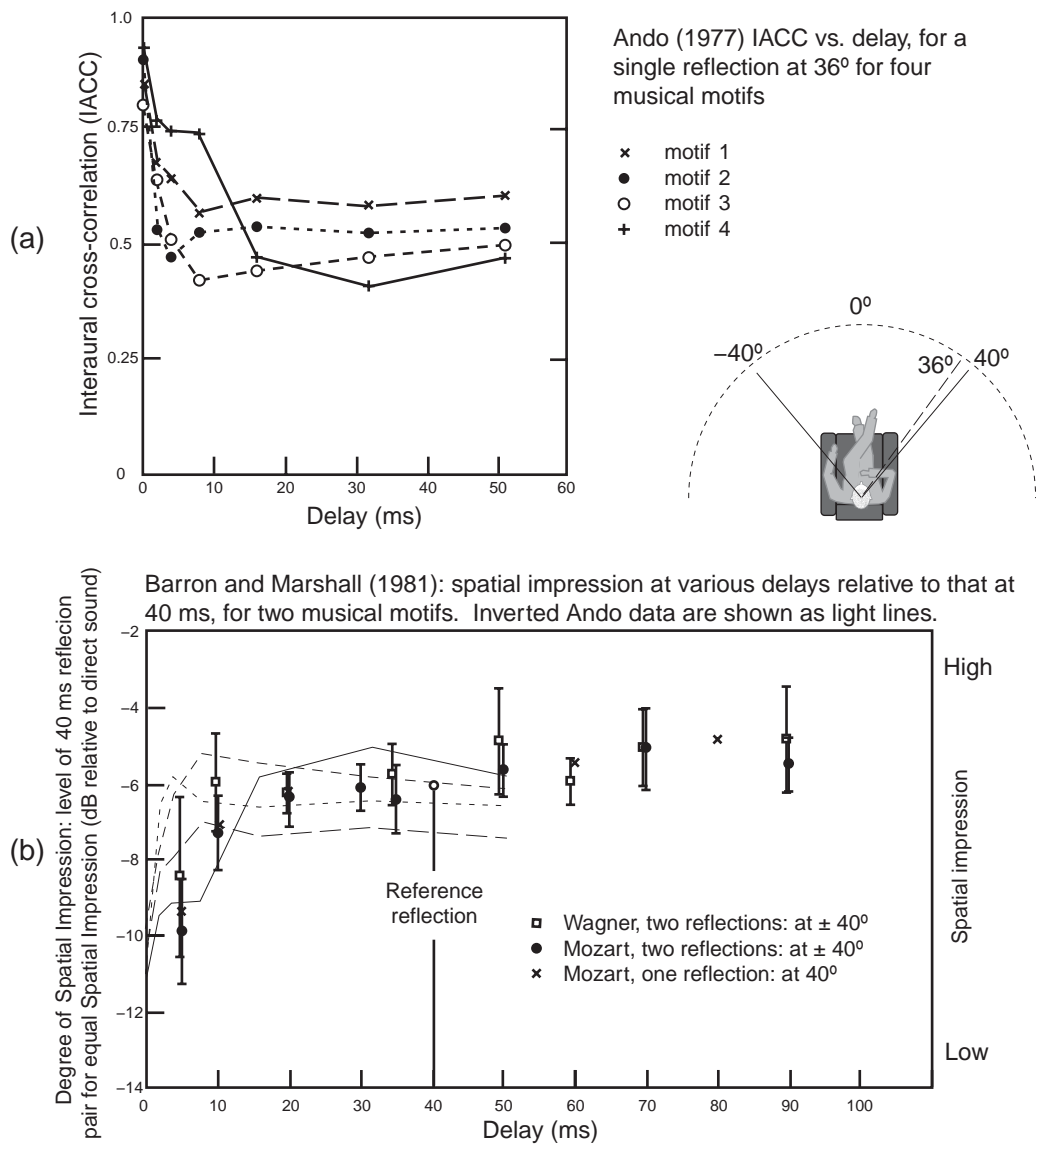 Ando (1977) IACC vs. delay, for a
single reflection at 36º for four
musical motifs
motif 1
motif 2
motif 3
motif 4
(a)
Interaural cross-correlation (IACC)
1.0
0.75
0.5
0.25
0
0 10 20 30 40 50 60
Delay (ms)
0º
–40º
36º
40º
Barron and Marshall (1981): spatial impression at various delays relative to that at
40 ms, for two musical motifs. Inverted Ando data are shown as light lines.
(b)
Degree of Spatial Impression: level of 40 ms reflecion
pair for equal Spatial Impression (dB relative to direct sound)
–2
–4
–6
–8
–10
–12
–14
High
Spatial impression
Low
Reference
reflection
Wagner, two reflections: at ± 40º
Mozart, two reflections: at ± 40º
Mozart, one reflection: at 40º
0 10 20 30 40 50 60 70 80 90 100
Delay (ms)